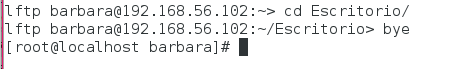 lftp barbara@192.168.56.102:~> cd Escritorio/
lftp barbara@192.168.56.102:~/Escritorio> bye
[root@localhost barbara]#